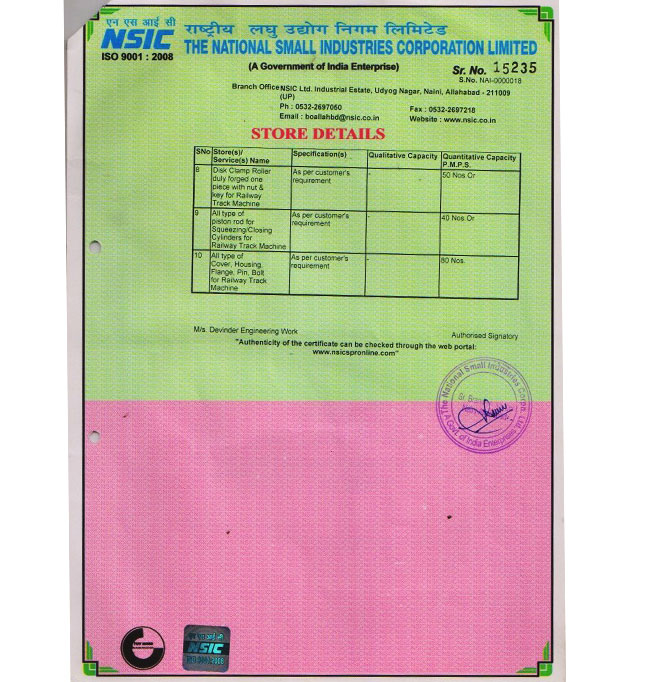 एन एस आई सी
NSIC
ISO 9001 : 2008
राष्ट्रीय लघु उद्योग निगम लिमिटेड
THE NATIONAL SMALL INDUSTRIES CORPORATION LIMITED
(A Government of India Enterprise)
Sr. No. 15235
S.No. NAI-0000018
Branch Office NSIC Ltd. Industrial Estate, Udyog Nagar, Naini, Allahabad - 211009
(UP)
Ph : 0532-2697060 Fax : 0532-2697218
Email : boallahbd@nsic.co.in Website : www.nsic.co.in
STORE DETAILS
SNo Store(s)/ Specification(s) Qualitative Capacity Quantitative Capacity
Service(s) Name P.M.P.S.
8 Disk Clamp Roller As per customer's - 50 Nos.Or
duly forged one requirement
piece with nut &
key for Railway
Track Machine
9 All type of As per customer's - 40 Nos.Or
piston rod for requirement
Squeezing/Closing
Cylinders for
Railway Track Machine
10 All type of As per customer's - 80 Nos.
Cover, Housing, requirement
Flange, Pin, Bolt
for Railway Track
Machine
M/s. Devinder Engineering Work Authorised Signatory
"Authenticity of the certificate can be checked through the web portal:
www.nsicspronline.com"
The National Small Industries Corpn. Ltd.
(A Govt. of India Enterprises)
एन एस आई सी
NSIC
ISO 9001:2008